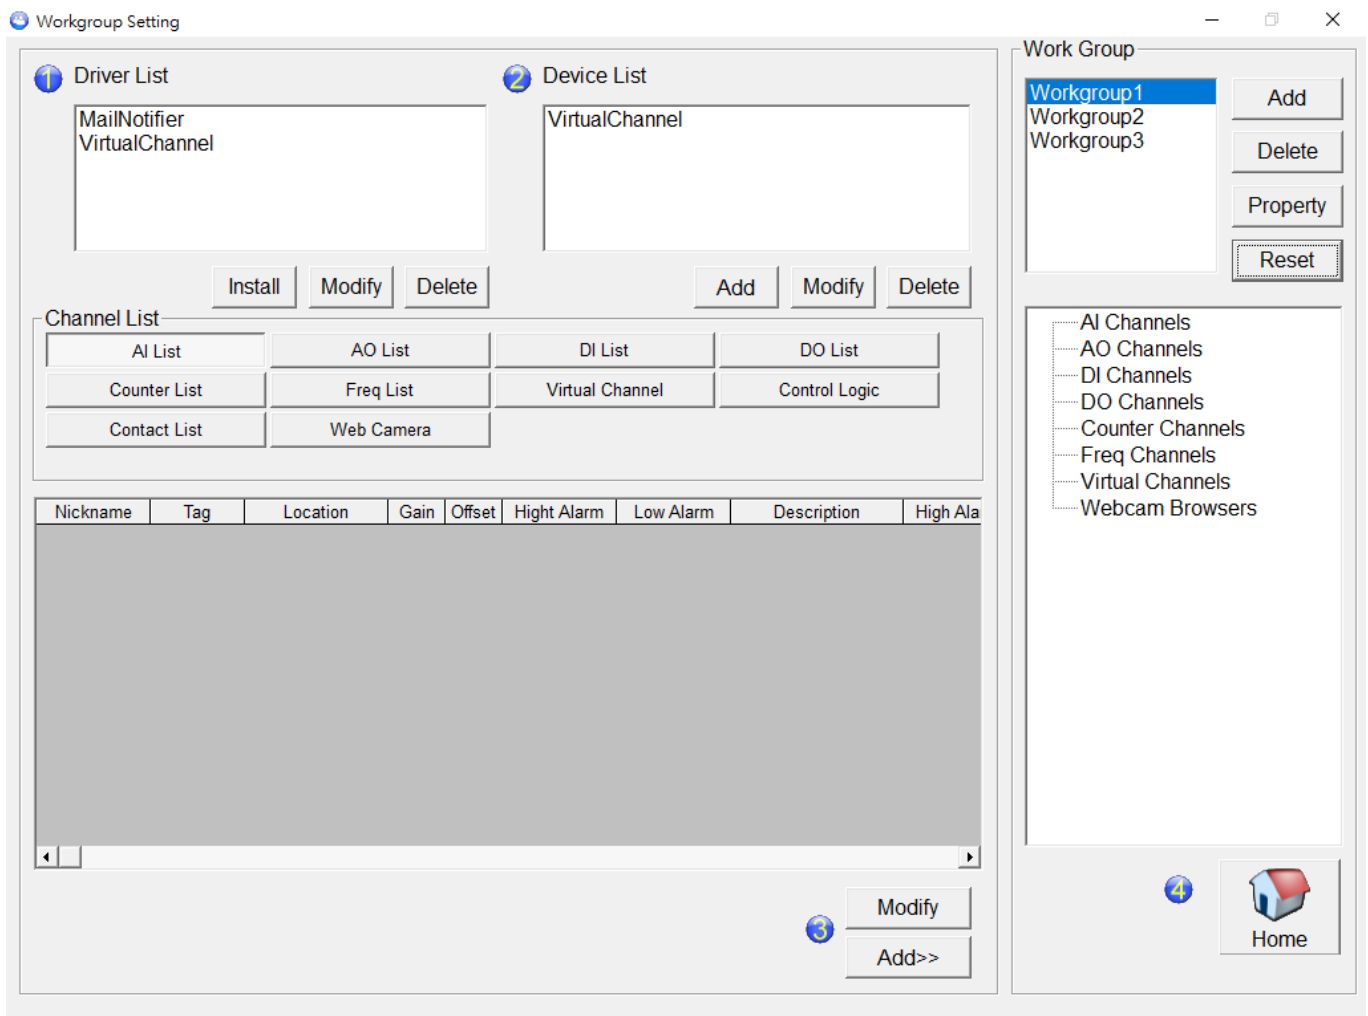 Workgroup Setting
1 Driver List
MailNotifier
VirtualChannel
Install Modify Delete
2 Device List
VirtualChannel
Add Modify Delete
Channel List
AI List AO List DI List DO List
Counter List Freq List Virtual Channel Control Logic
Contact List Web Camera
Nickname Tag Location Gain Offset Hight Alarm Low Alarm Description High Ala
3 Modify
Add>>
Work Group
Workgroup1
Workgroup2
Workgroup3
Add
Delete
Property
Reset
AI Channels
AO Channels
DI Channels
DO Channels
Counter Channels
Freq Channels
Virtual Channels
Webcam Browsers
4 Home